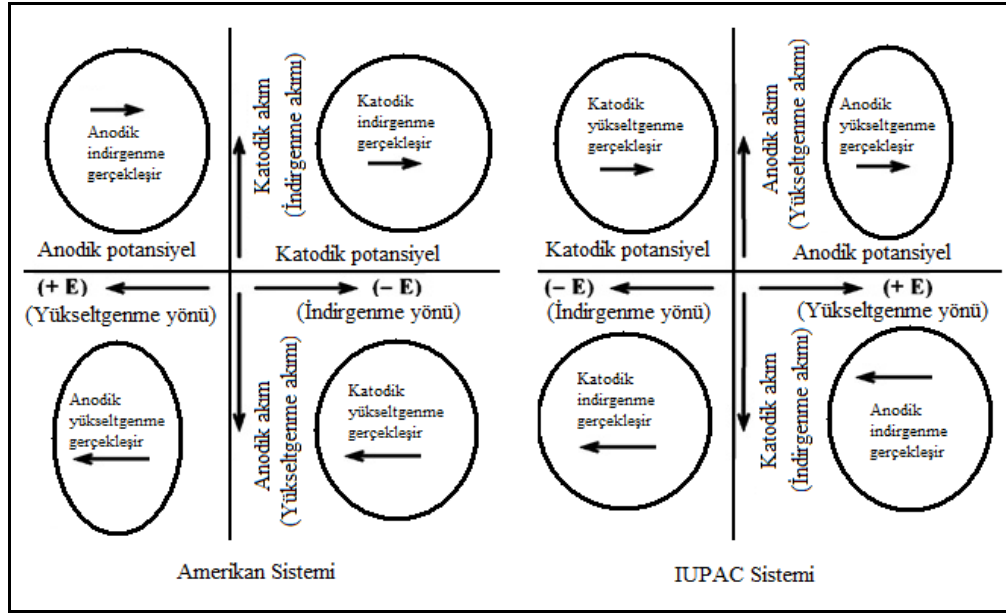 Anodik
indirgenme
gerçekleşir
Anodik potansiyel
Katodik akım
(İndirgenme akımı)
Katodik
indirgenme
gerçekleşir
Katodik potansiyel
(+ E)
(Yükseltgenme yönü)
(– E)
(İndirgenme yönü)
Anodik
yükseltgenme
gerçekleşir
Anodik akım
(Yükseltgenme akımı)
Katodik
yükseltgenme
gerçekleşir
Amerikan Sistemi
Katodik
yükseltgenme
gerçekleşir
Katodik potansiyel
Anodik akım
(Yükseltgenme akımı)
Anodik
yükseltgenme
gerçekleşir
Anodik potansiyel
(– E)
(İndirgenme yönü)
(+ E)
(Yükseltgenme yönü)
Katodik
indirgenme
gerçekleşir
Katodik akım
(İndirgenme akımı)
Anodik
indirgenme
gerçekleşir
IUPAC Sistemi